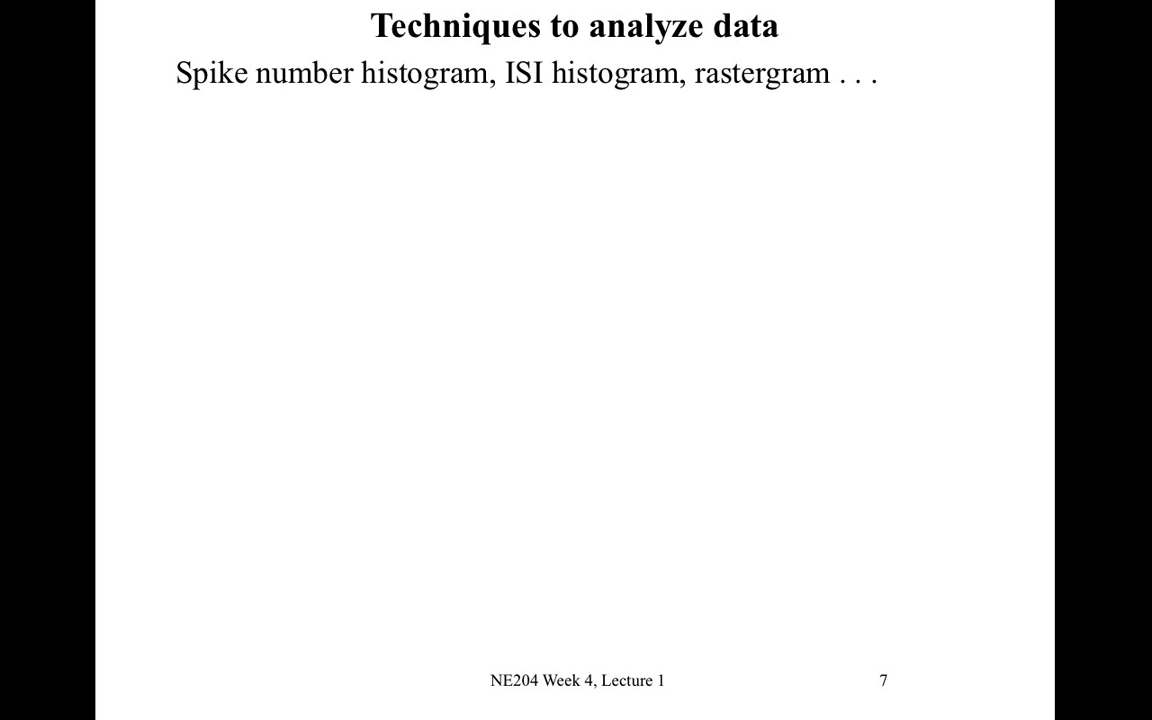 Techniques to analyze data
Spike number histogram, ISI histogram, rastergram . . .
NE204 Week 4, Lecture 1
7